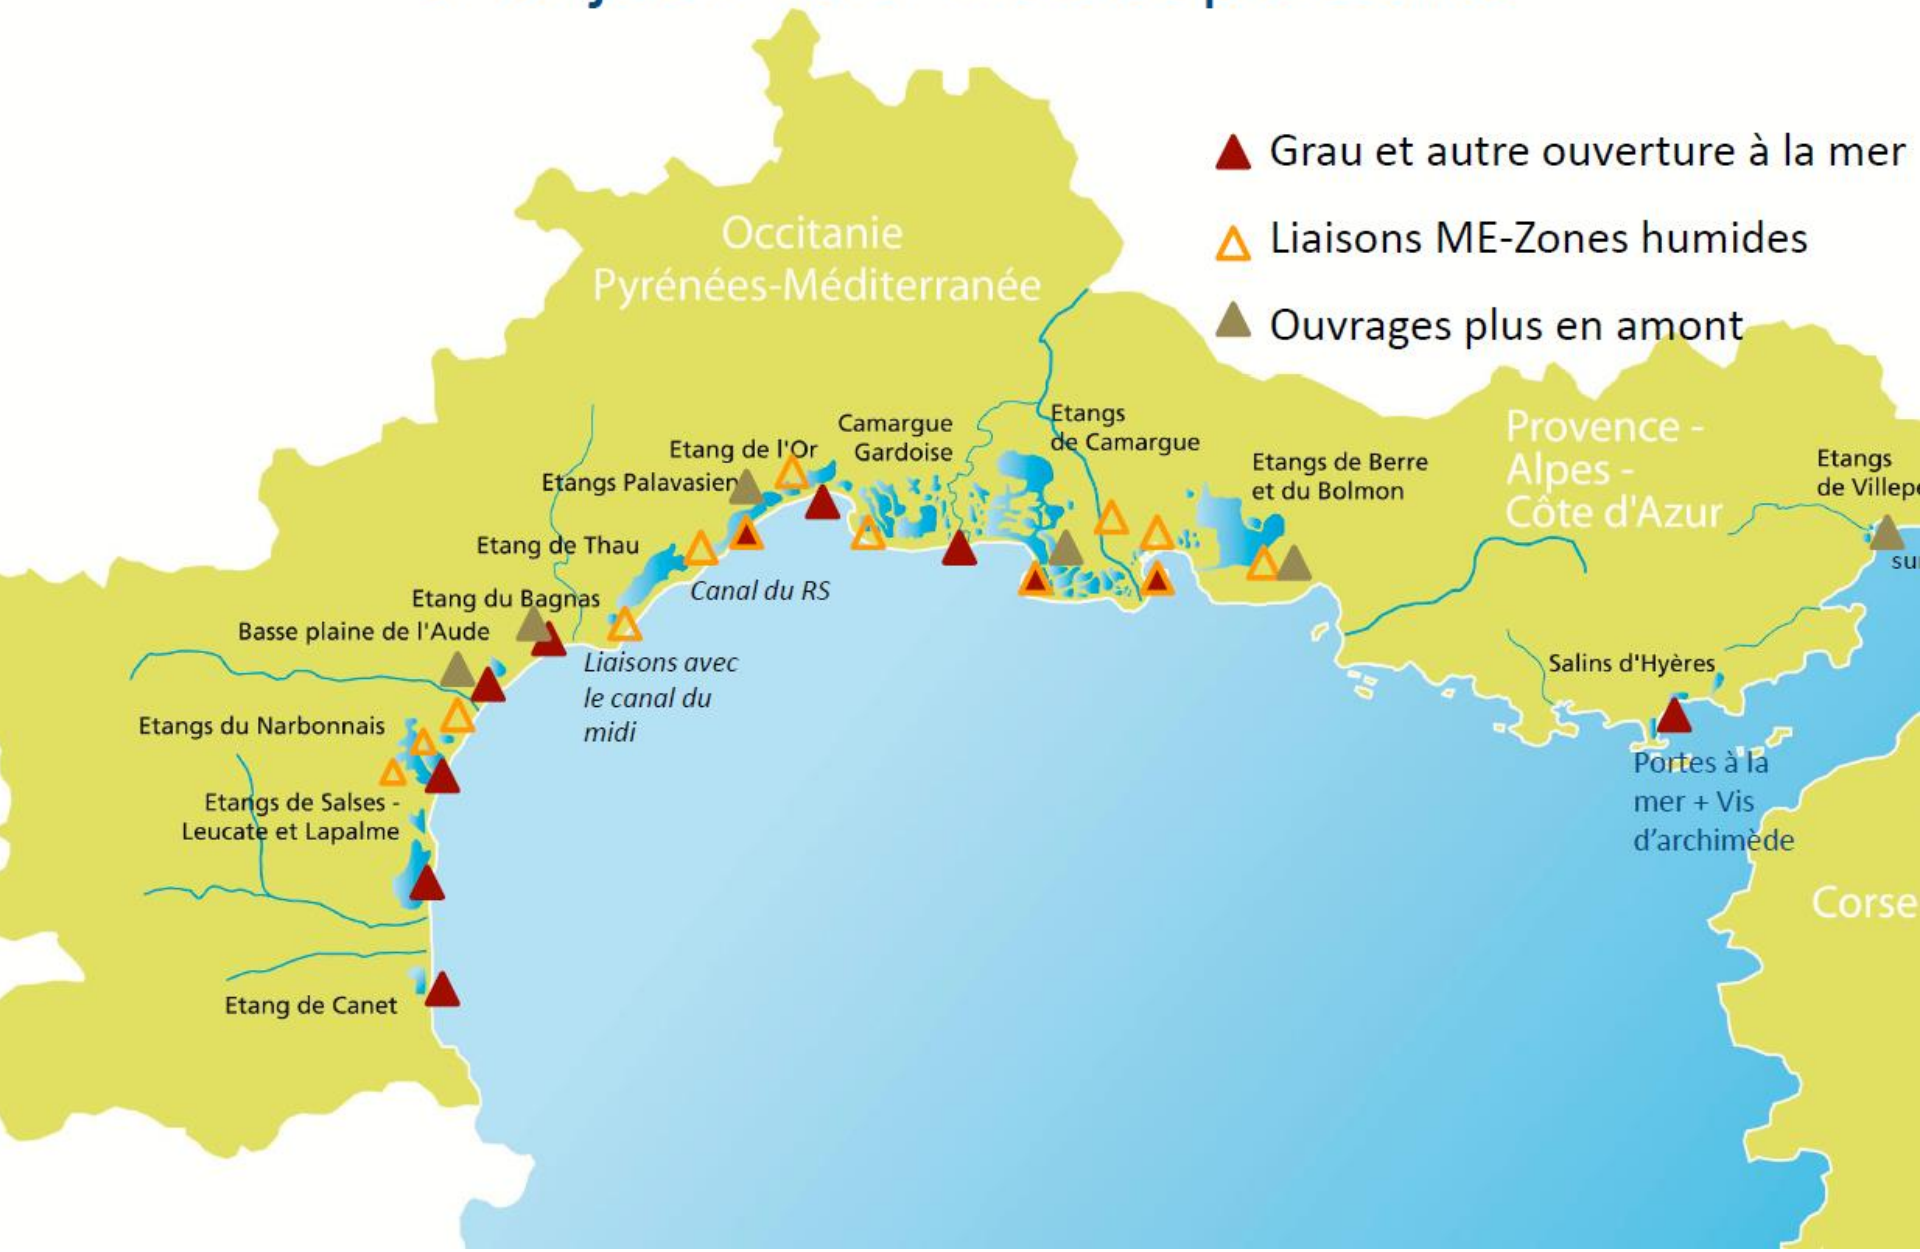 Grau et autre ouverture à la mer
Liaisons ME-Zones humides
Ouvrages plus en amont
Occitanie
Pyrénées-Méditerranée
Provence -
Alpes -
Côte d'Azur
Corse
Camargue
Gardoise
Etangs
de Camargue
Etang de l'Or
Etangs Palavasien
Etangs de Berre
et du Bolmon
Etangs
de Villepe
su
Etang de Thau
Canal du RS
Etang du Bagnas
Basse plaine de l'Aude
Liaisons avec
le canal du
midi
Etangs du Narbonnais
Etangs de Salses -
Leucate et Lapalme
Etang de Canet
Salins d'Hyères
Portes à la
mer + Vis
d'archimède